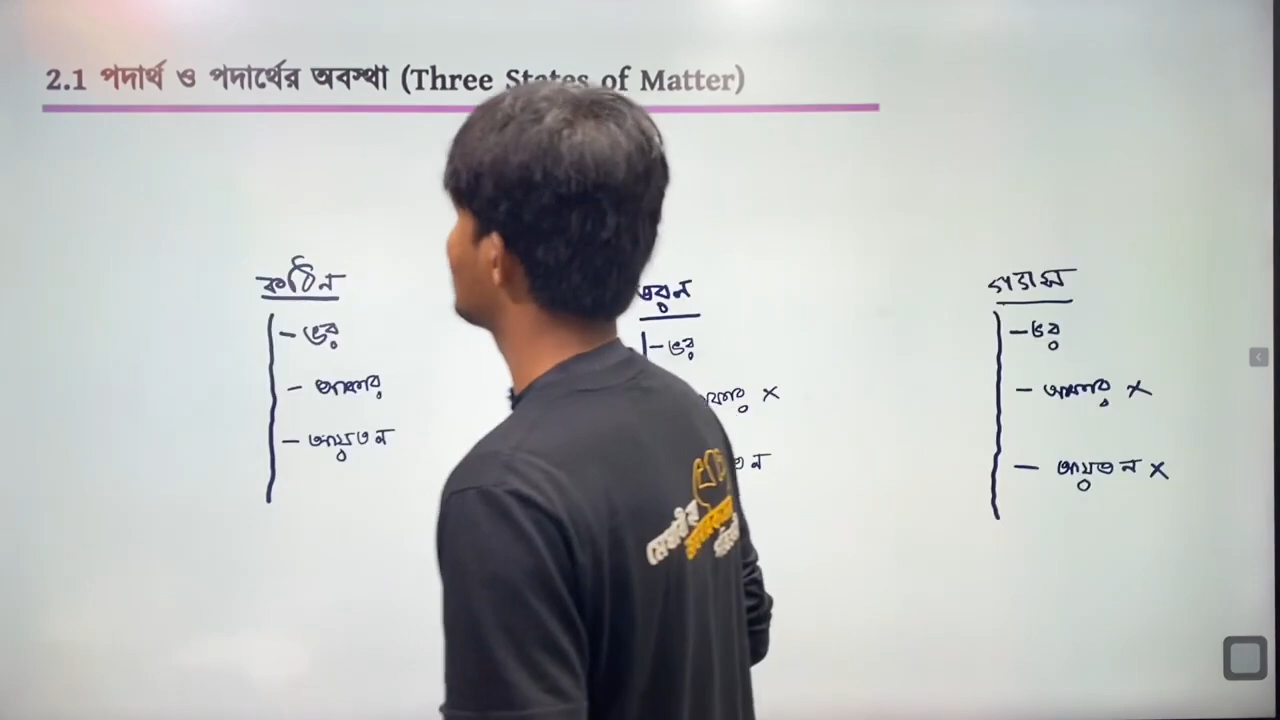 2.1 পদার্থ ও পদার্থের অবস্থা (Three States of Matter)
কঠিন
- ভর
- আকার
- আয়তন
তরল
- ভর
×
গ্যাস
- ভর
- আকার ×
- আয়তন ×